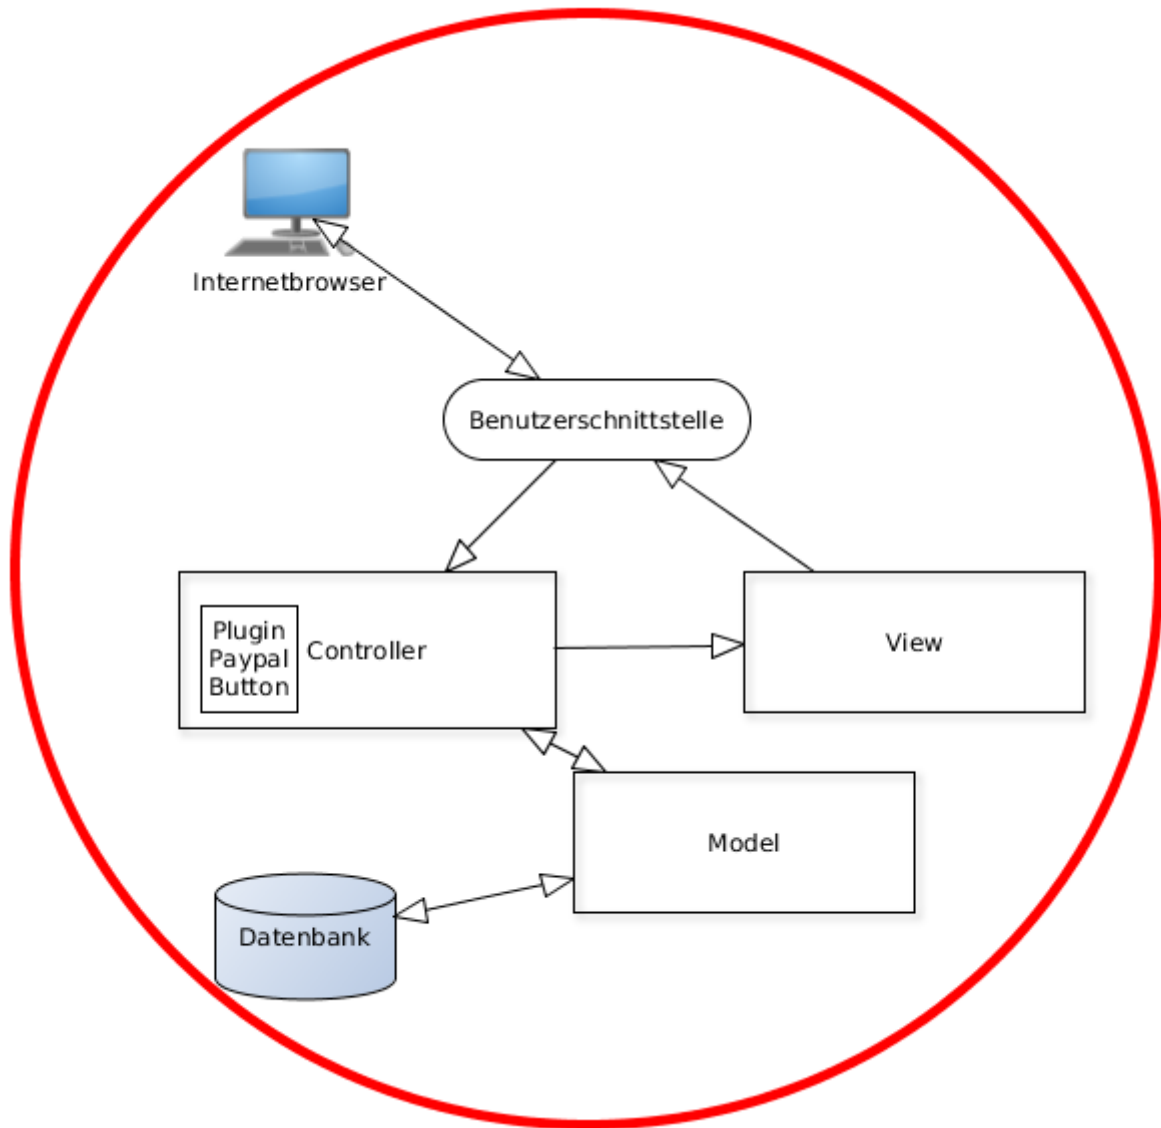 Internetbrowser
Benutzerschnittstelle
Plugin
Paypal
Button
Controller
View
Model
Datenbank